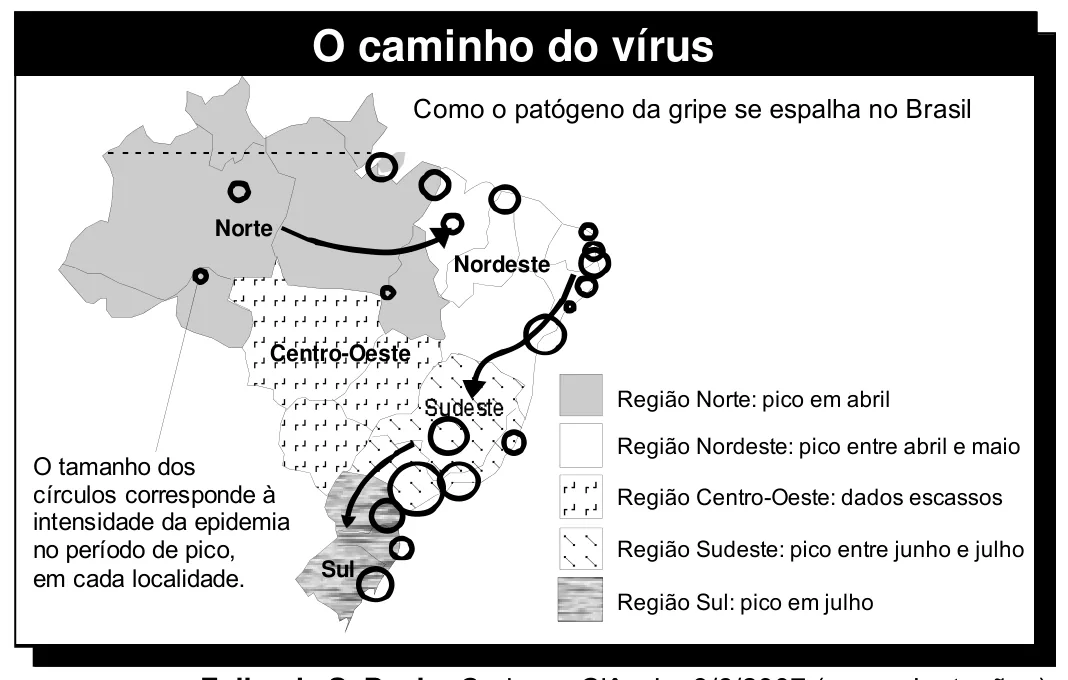 O caminho do vírus
Como o patógeno da gripe se espalha no Brasil
Norte
Nordeste
Centro-Oeste
Sudeste
Sul
O tamanho dos
círculos corresponde à
intensidade da epidemia
no período de pico,
em cada localidade.
Região Norte: pico em abril
Região Nordeste: pico entre abril e maio
Região Centro-Oeste: dados escassos
Região Sudeste: pico entre junho e julho
Região Sul: pico em julho